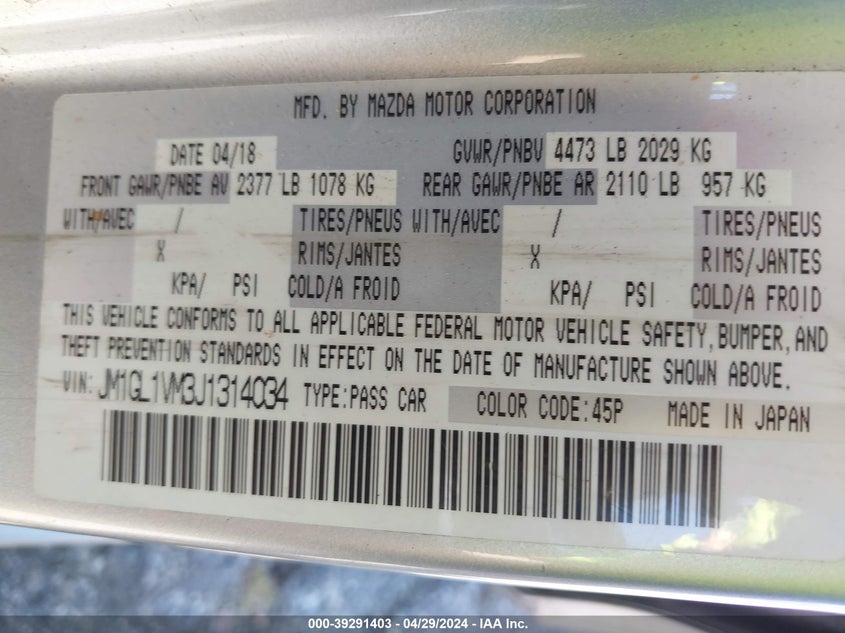 MFD. BY MAZDA MOTOR CORPORATION
DATE 04/18 GVWR/PNBV 4473 LB 2029 KG
FRONT GAWR/PNBE AV 2377 LB 1078 KG REAR GAWR/PNBE AR 2110 LB 957 KG
WITH/AVEC / TIRES/PNEUS WITH/AVEC / TIRES/PNEUS
X RIMS/JANTES X RIMS/JANTES
KPA/ PSI COLD/A FROID KPA/ PSI COLD/A FROID
THIS VEHICLE CONFORMS TO ALL APPLICABLE FEDERAL MOTOR VEHICLE SAFETY, BUMPER, AND
THEFT PREVENTION STANDARDS IN EFFECT ON THE DATE OF MANUFACTURE SHOWN ABOVE.
VIN: JM1GL1VM3J1314034 TYPE:PASS CAR COLOR CODE:45P MADE IN JAPAN
000-39291403 - 04/29/2024 - IAA Inc.